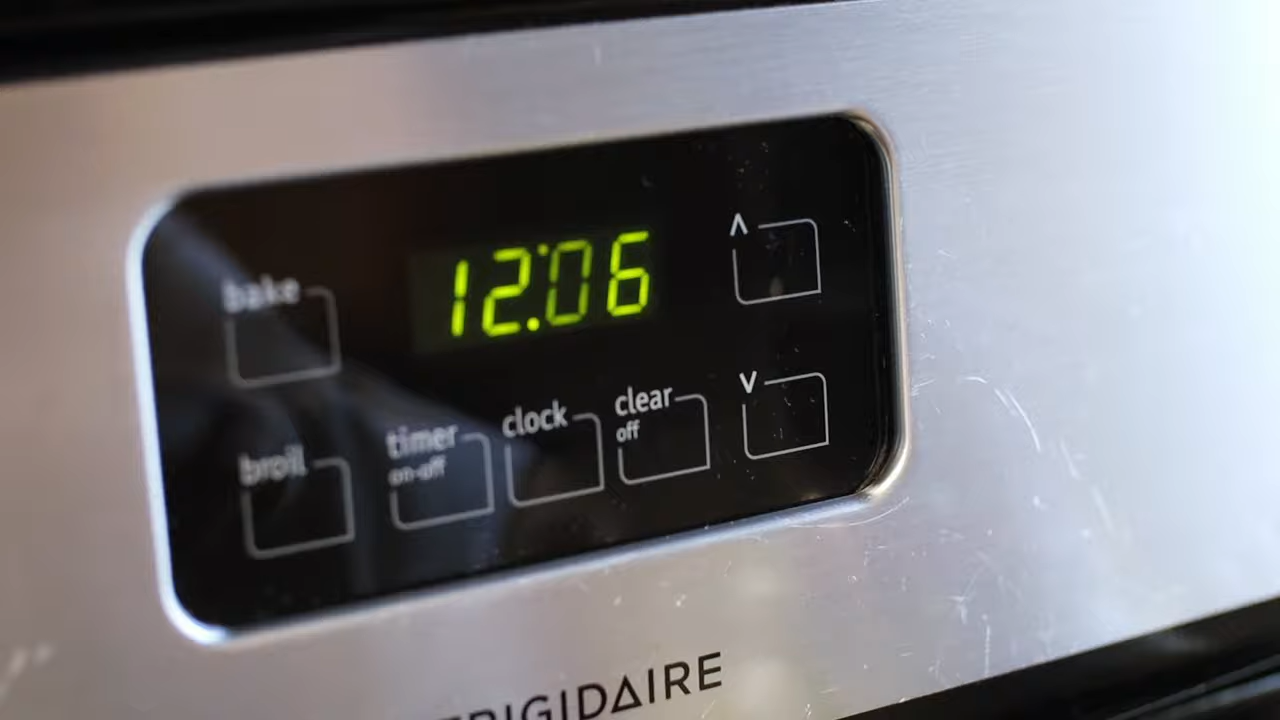 12:06
^
bake
v
clear
off
clock
timer
on-off
broil
FRIGIDAIRE